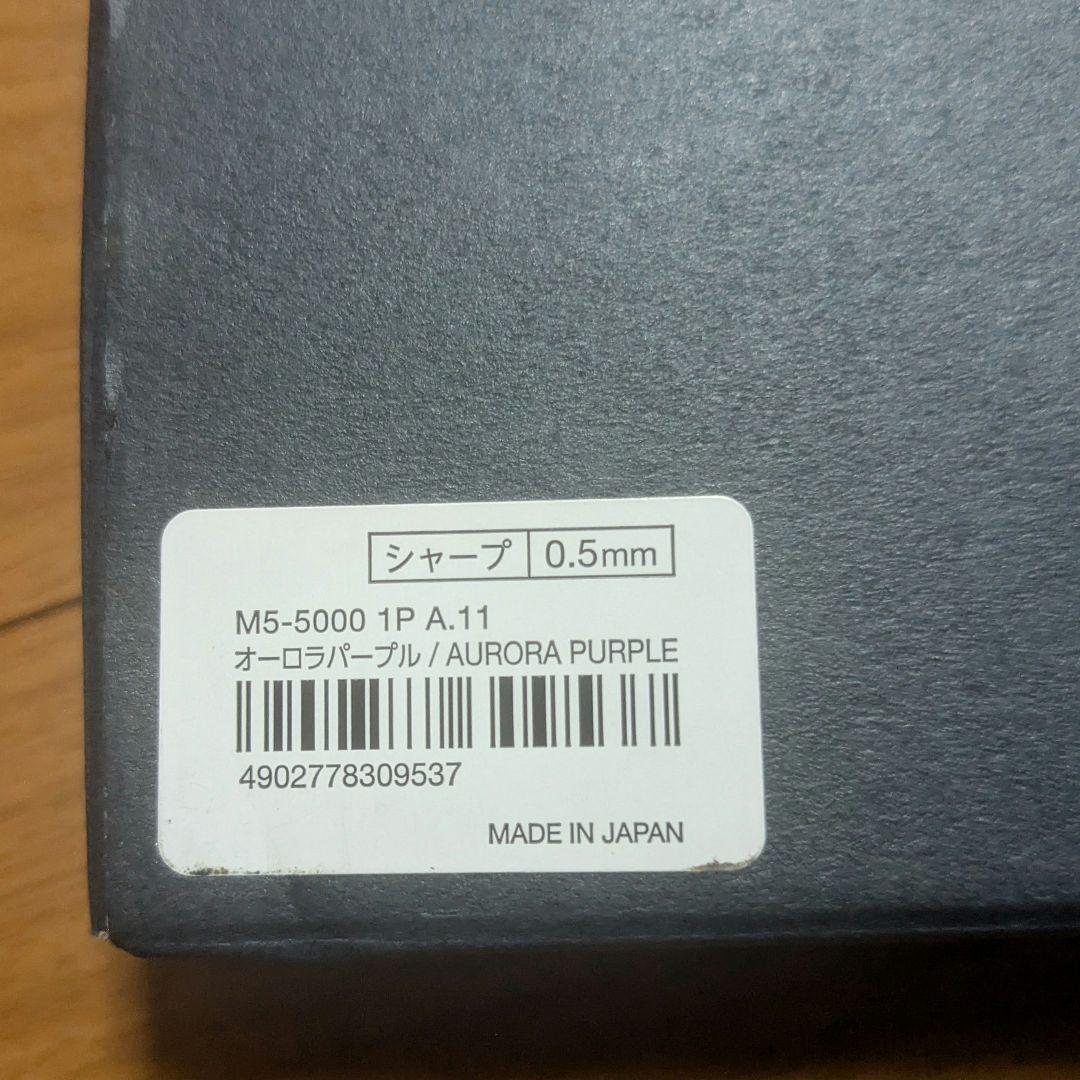 シャープ 0.5mm
M5-5000 1P A.11
オーロラパープル / AURORA PURPLE
4902778309537
MADE IN JAPAN